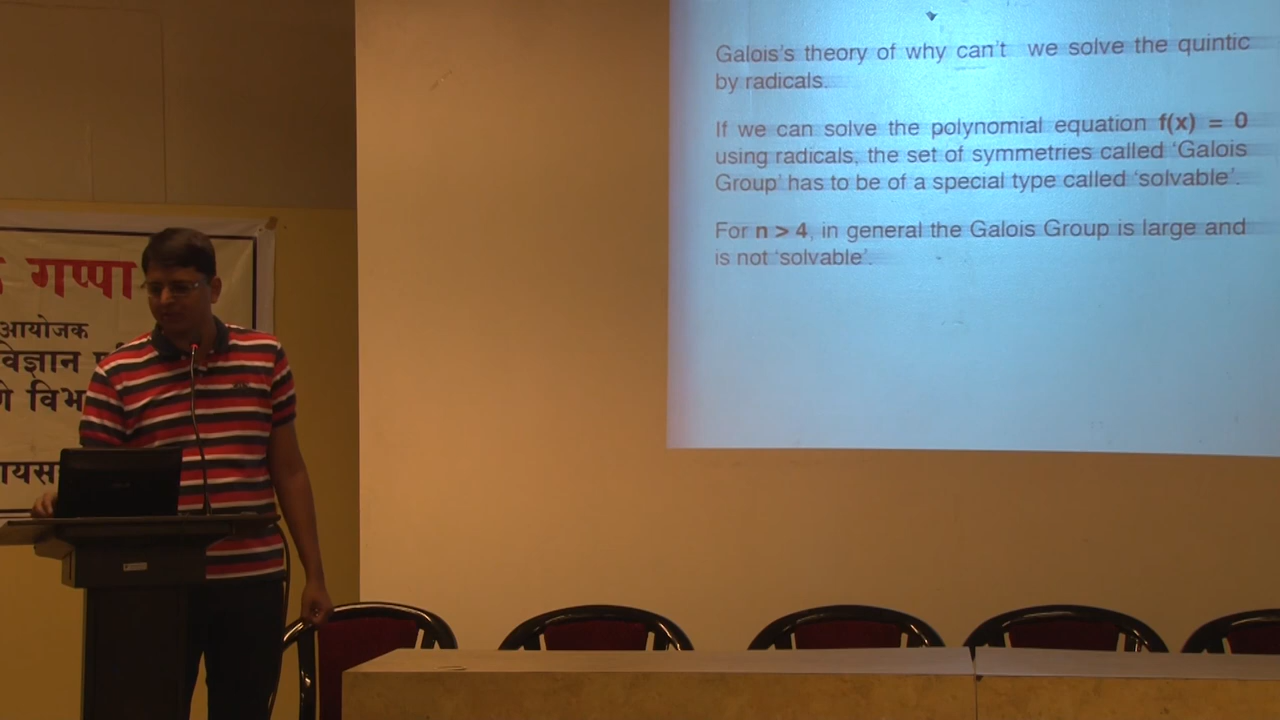 Galois's theory of why can't we solve the quintic
by radicals.
If we can solve the polynomial equation f(x) = 0
using radicals, the set of symmetries called 'Galois
Group' has to be of a special type called 'solvable'.
For n > 4, in general the Galois Group is large and
is not 'solvable'.
गप्पा
आयोजक
विज्ञान